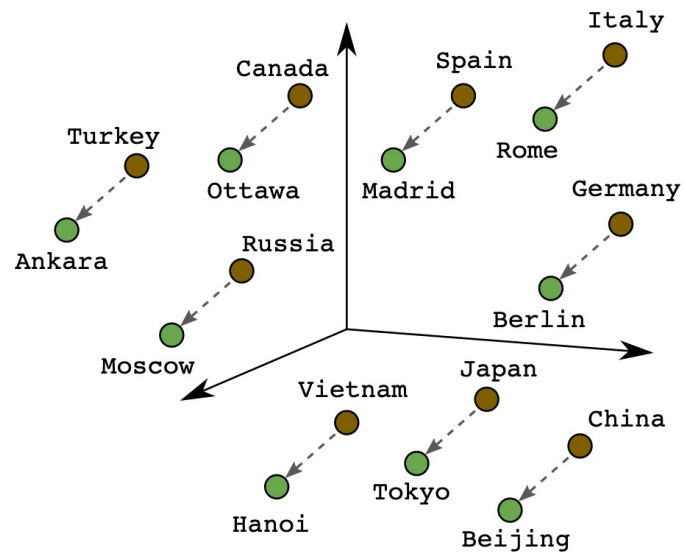 Italy
Canada
Spain
Turkey
Rome
Ottawa
Madrid
Germany
Ankara
Russia
Berlin
Moscow
Japan
Vietnam
China
Tokyo
Hanoi
Beijing